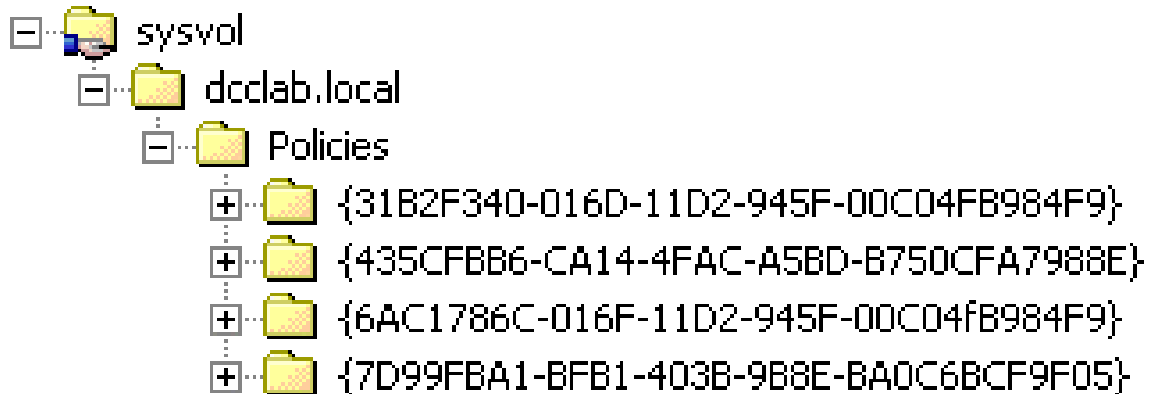 sysvol
dcclab.local
Policies
{31B2F340-016D-11D2-945F-00C04FB984F9}
{435CFBB6-CA14-4FAC-A5BD-B750CFA7988E}
{6AC1786C-016F-11D2-945F-00C04fB984F9}
{7D99FBA1-BFB1-403B-9B8E-BA0C6BCF9F05}